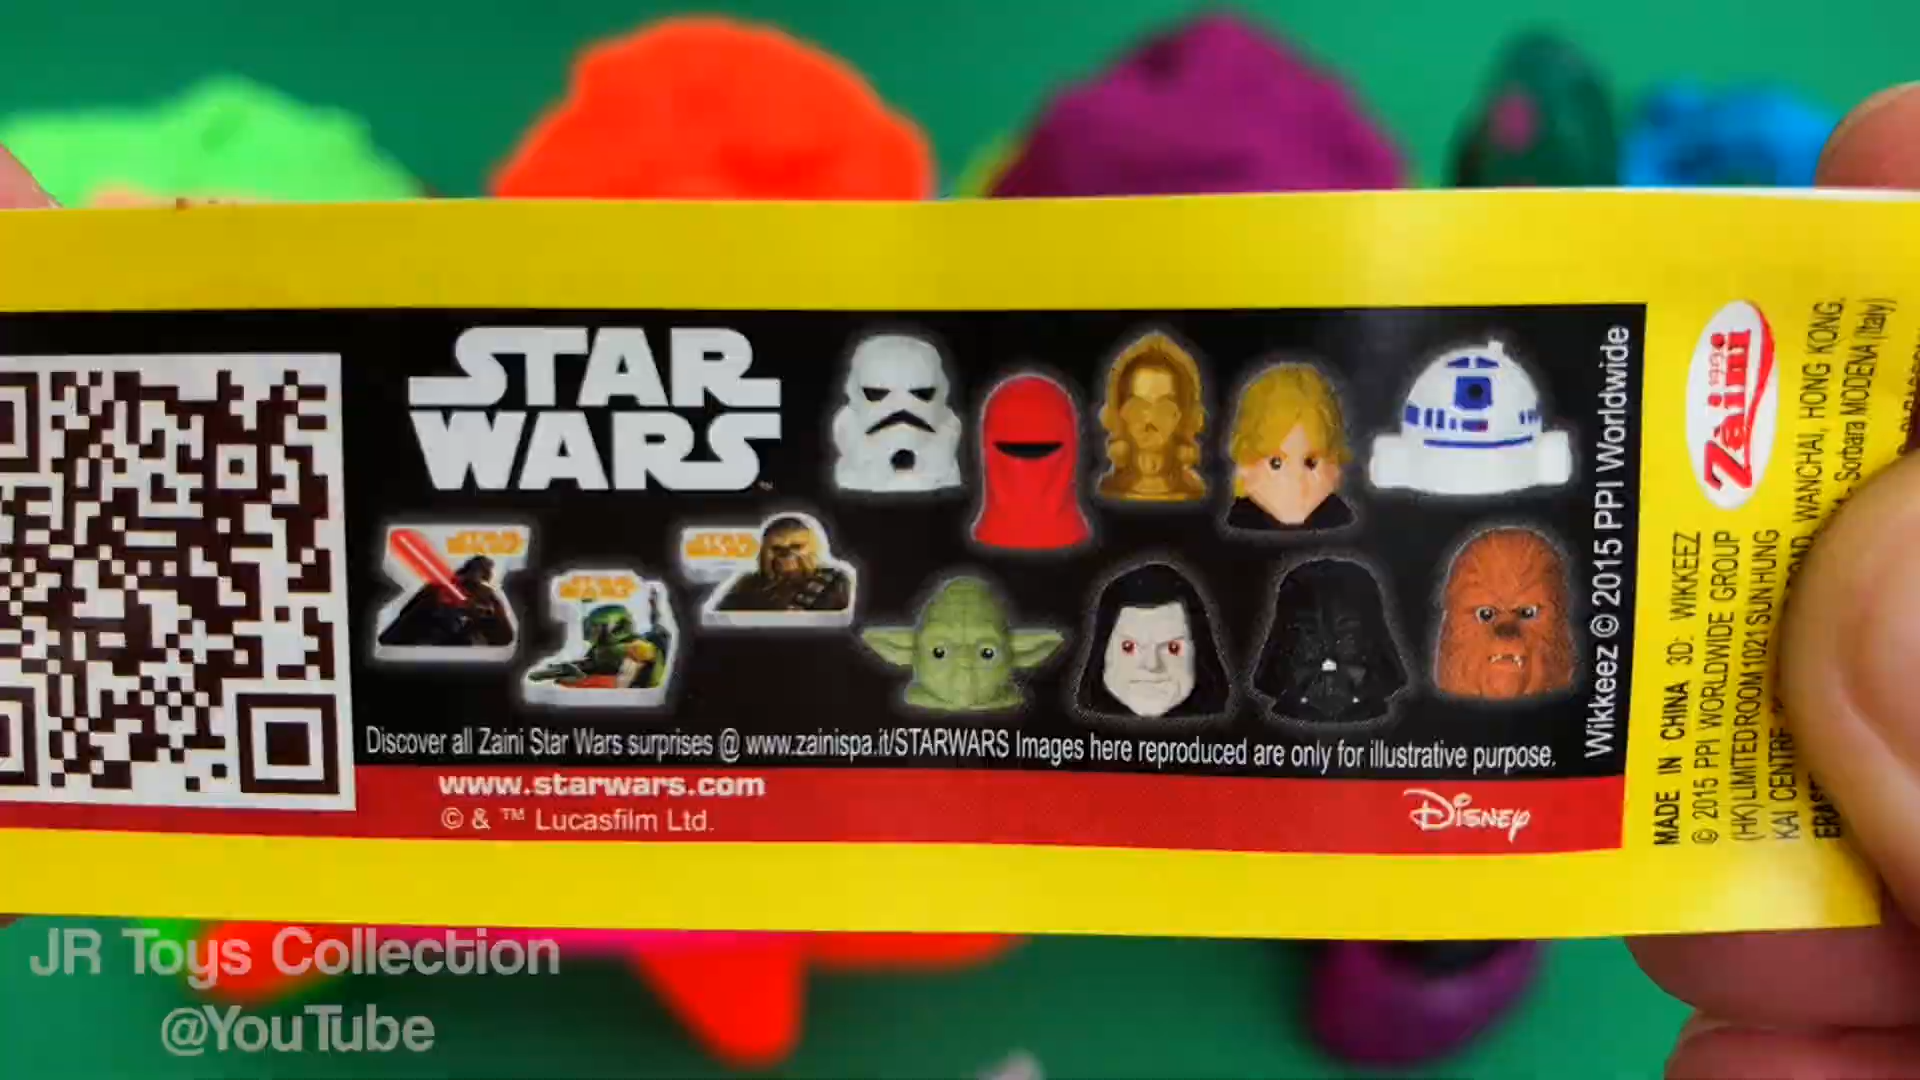 STAR
WARS
Discover all Zaini Star Wars surprises @ www.zainispa.it/STARWARS Images here reproduced are only for illustrative purpose.
www.starwars.com
© & ™ Lucasfilm Ltd.
Disney
Wikkeez © 2015 PPI Worldwide
Zaini
MADE IN CHINA 3D: WIKKEEZ
© 2015 PPI WORLDWIDE GROUP
(HK) LIMITED ROOM 1021 SUN HUNG
KAI CENTRE ROAD, WANCHAI, HONG KONG.
Sorbara MODENA (Italy)
JR Toys Collection
@YouTube